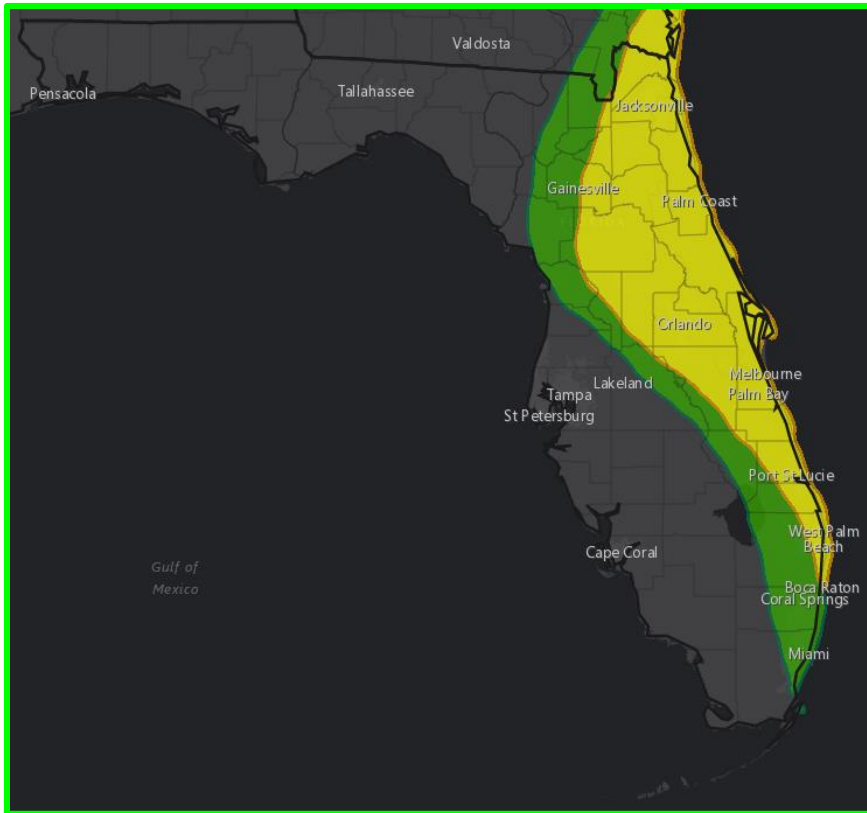 Valdosta
Pensacola
Tallahassee
Jacksonville
Gainesville
Palm Coast
Orlando
Melbourne
Lakeland
Palm Bay
Tampa
St Petersburg
Port St Lucie
West Palm
Beach
Cape Coral
Gulf of
Mexico
Boca Raton
Coral Springs
Miami